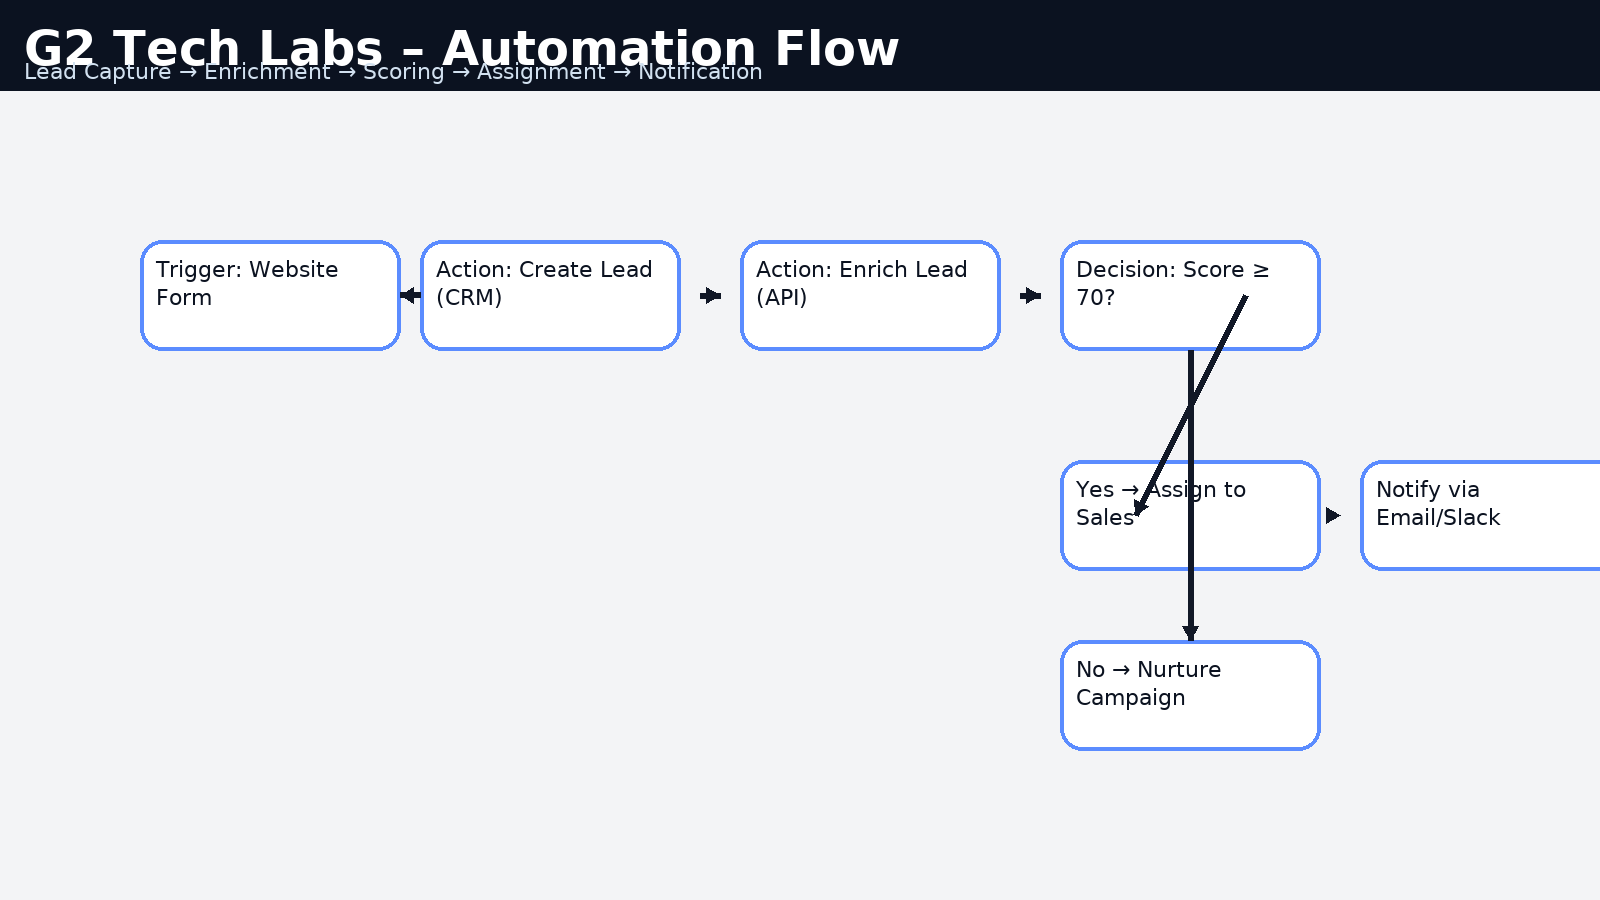 G2 Tech Labs – Automation Flow
Lead Capture → Enrichment → Scoring → Assignment → Notification
Trigger: Website
Form
Action: Create Lead
(CRM)
Action: Enrich Lead
(API)
Decision: Score ≥
70?
Yes → Assign to
Sales
Notify via
Email/Slack
No → Nurture
Campaign